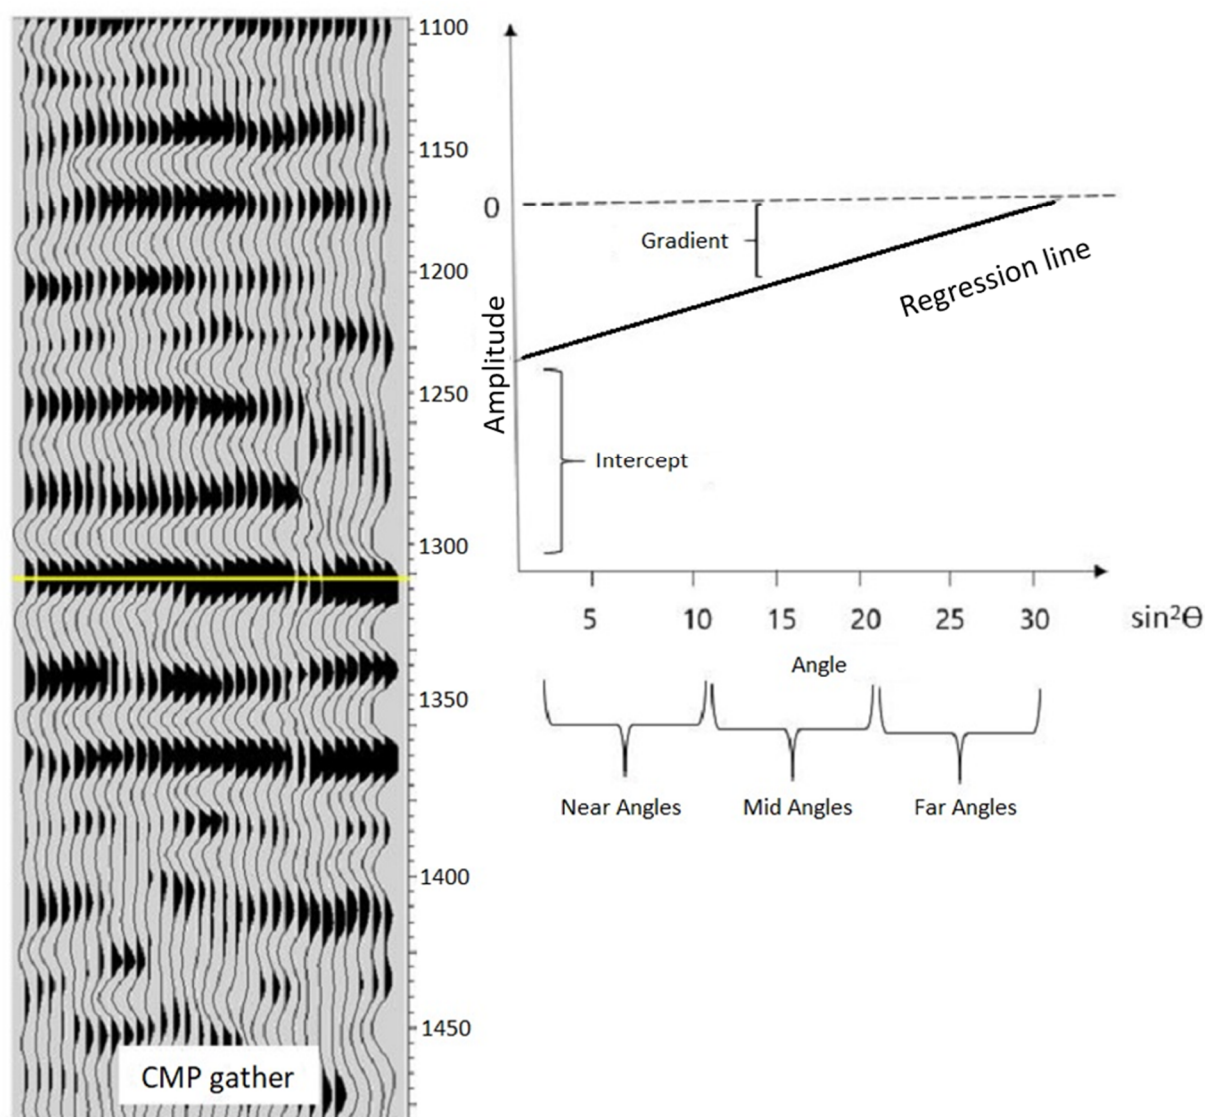 1100
1150
1200
1250
1300
1350
1400
1450
CMP gather
0
Amplitude
Gradient
Regression line
Intercept
5 10 15 20 25 30 sin²Ɵ
Angle
Near Angles Mid Angles Far Angles